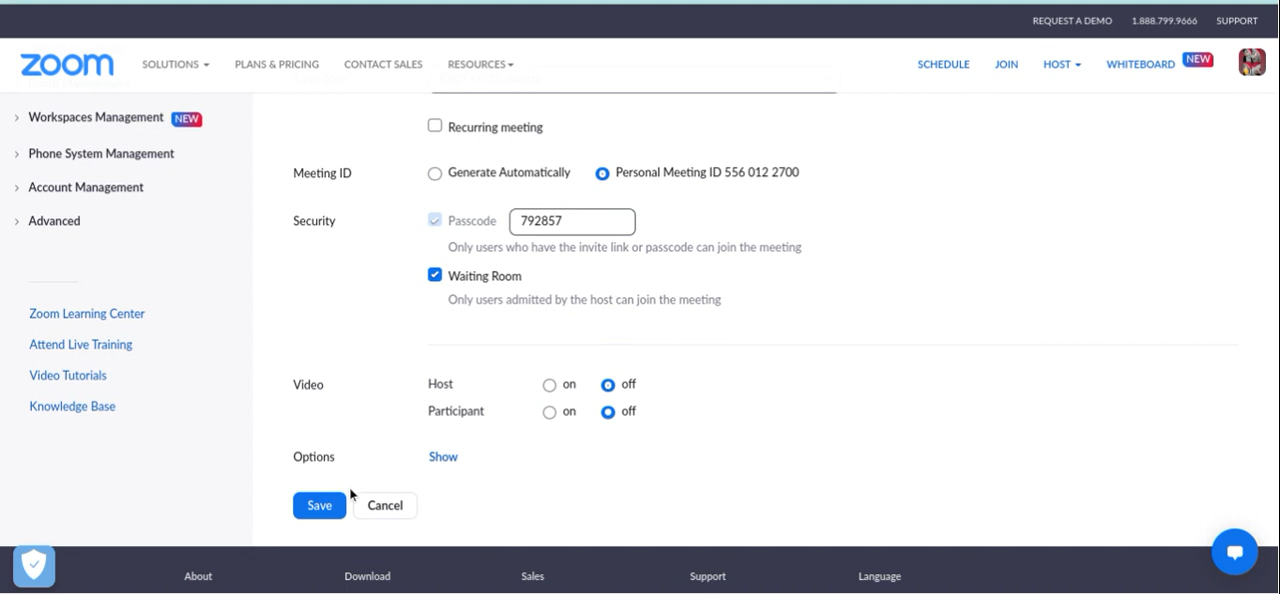 REQUEST A DEMO 1.888.799.9666 SUPPORT
zoom SOLUTIONS PLANS & PRICING CONTACT SALES RESOURCES SCHEDULE JOIN HOST WHITEBOARD NEW
Workspaces Management NEW
Phone System Management
Account Management
Advanced
Zoom Learning Center
Attend Live Training
Video Tutorials
Knowledge Base
Recurring meeting
Meeting ID Generate Automatically Personal Meeting ID 556 012 2700
Security Passcode 792857
Only users who have the invite link or passcode can join the meeting
Waiting Room
Only users admitted by the host can join the meeting
Video Host on off
Participant on off
Options Show
Save Cancel
About Download Sales Support Language